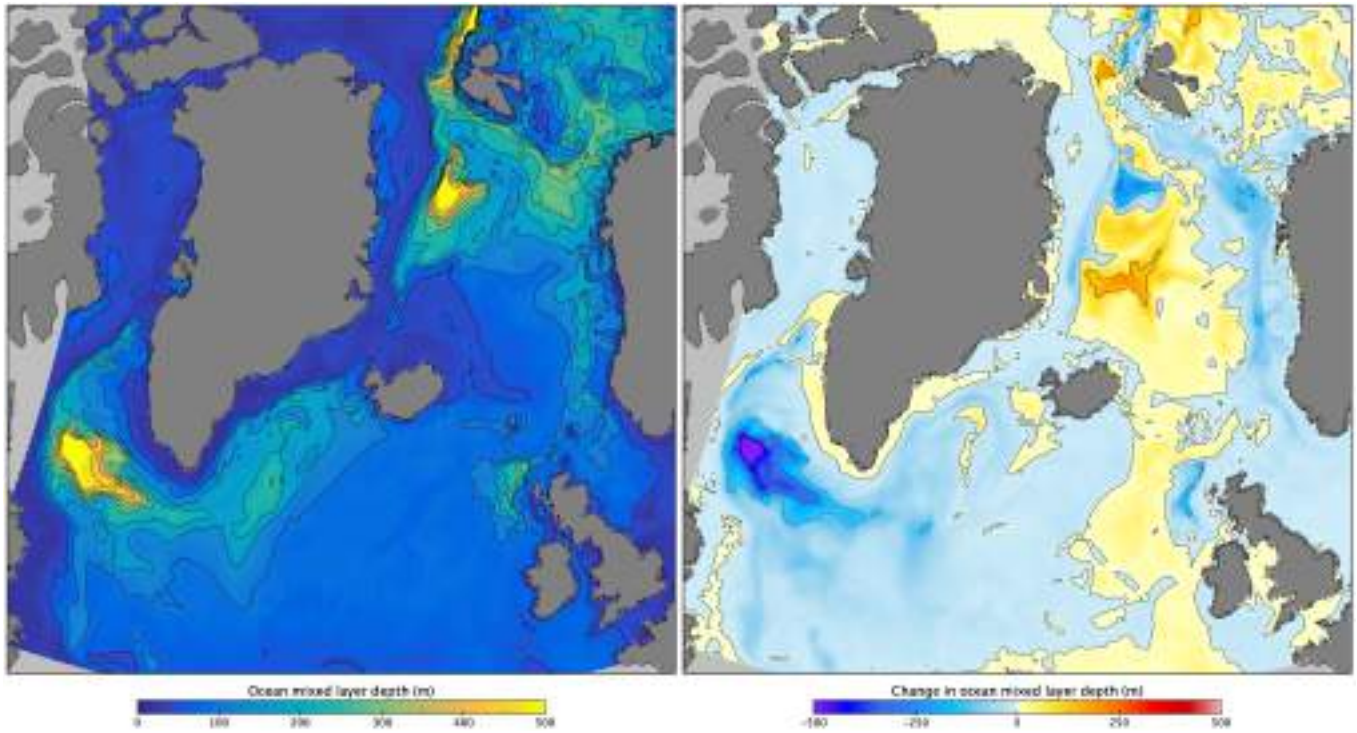 Ocean mixed layer depth (m)
0 100 200 300 400 500
Change in ocean mixed layer depth (m)
-500 -250 0 250 500